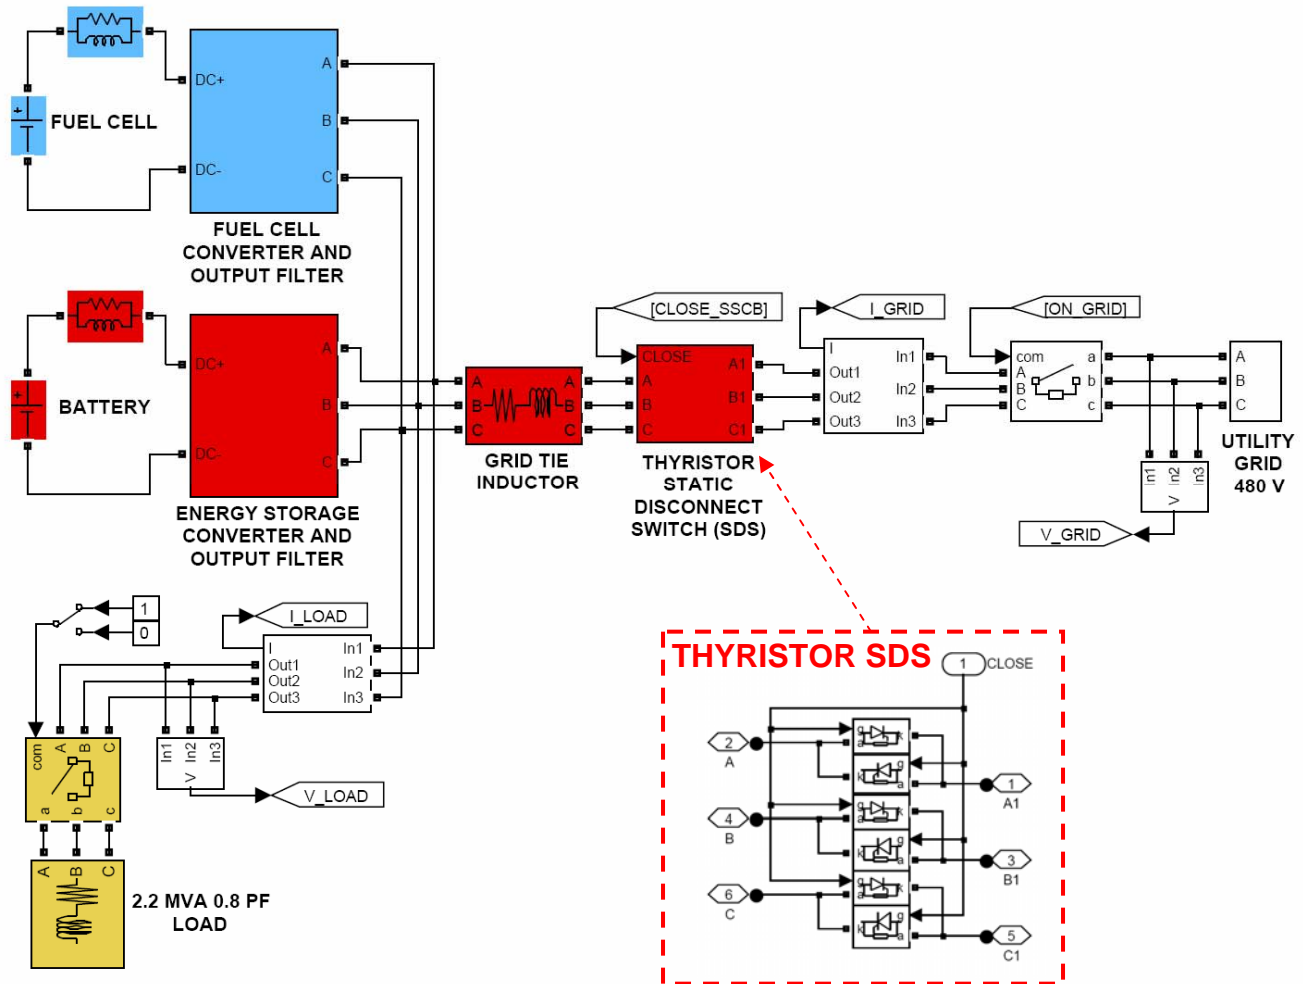 FUEL CELL
DC+
DC-
A
B
C
FUEL CELL
CONVERTER AND
OUTPUT FILTER
BATTERY
DC+
DC-
A
B
C
ENERGY STORAGE
CONVERTER AND
OUTPUT FILTER
A A
B B
C C
GRID TIE
INDUCTOR
[CLOSE_SSCB]
CLOSE
A A1
B B1
C C1
THYRISTOR
STATIC
DISCONNECT
SWITCH (SDS)
I_GRID
I
Out1 In1
Out2 In2
Out3 In3
[ON_GRID]
com a
A
B b
C c
A
B
C
UTILITY
GRID
480 V
In1 In2 In3
V
V_GRID
1
0
I_LOAD
I In1
Out1
Out2 In2
Out3 In3
com A B C
a b c
In1 In2 In3
V
V_LOAD
A B C
2.2 MVA 0.8 PF
LOAD
THYRISTOR SDS
1 CLOSE
g
2 a k
A
g
k a 1
A1
g
4 a k
B
g
k a 3
B1
g
6 a k
C
g
k a 5
C1